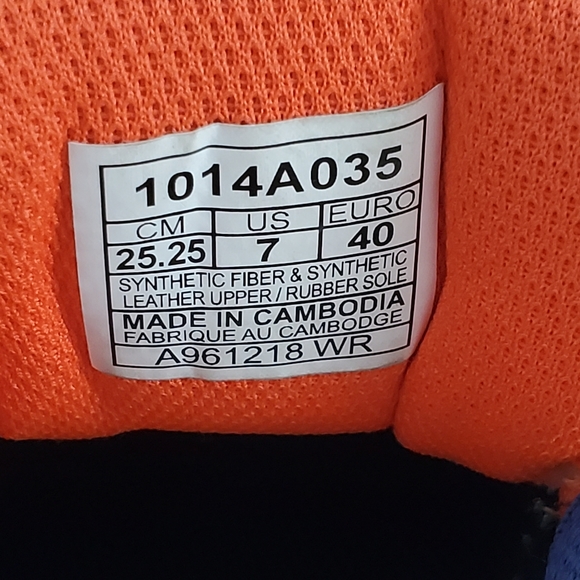 1014A035
CM US EURO
25.25 7 40
SYNTHETIC FIBER & SYNTHETIC
LEATHER UPPER / RUBBER SOLE
MADE IN CAMBODIA
FABRIQUE AU CAMBODGE
A961218 WR